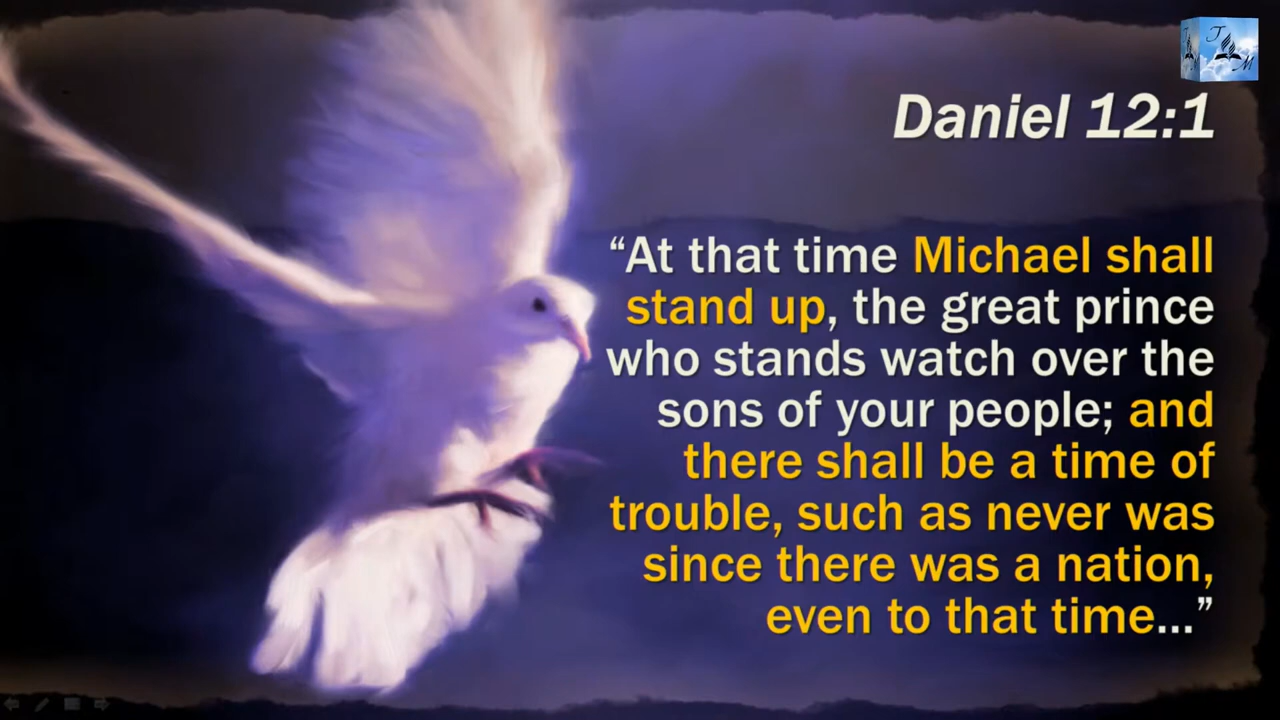 Daniel 12:1
“At that time Michael shall
stand up, the great prince
who stands watch over the
sons of your people; and
there shall be a time of
trouble, such as never was
since there was a nation,
even to that time...”
J
M